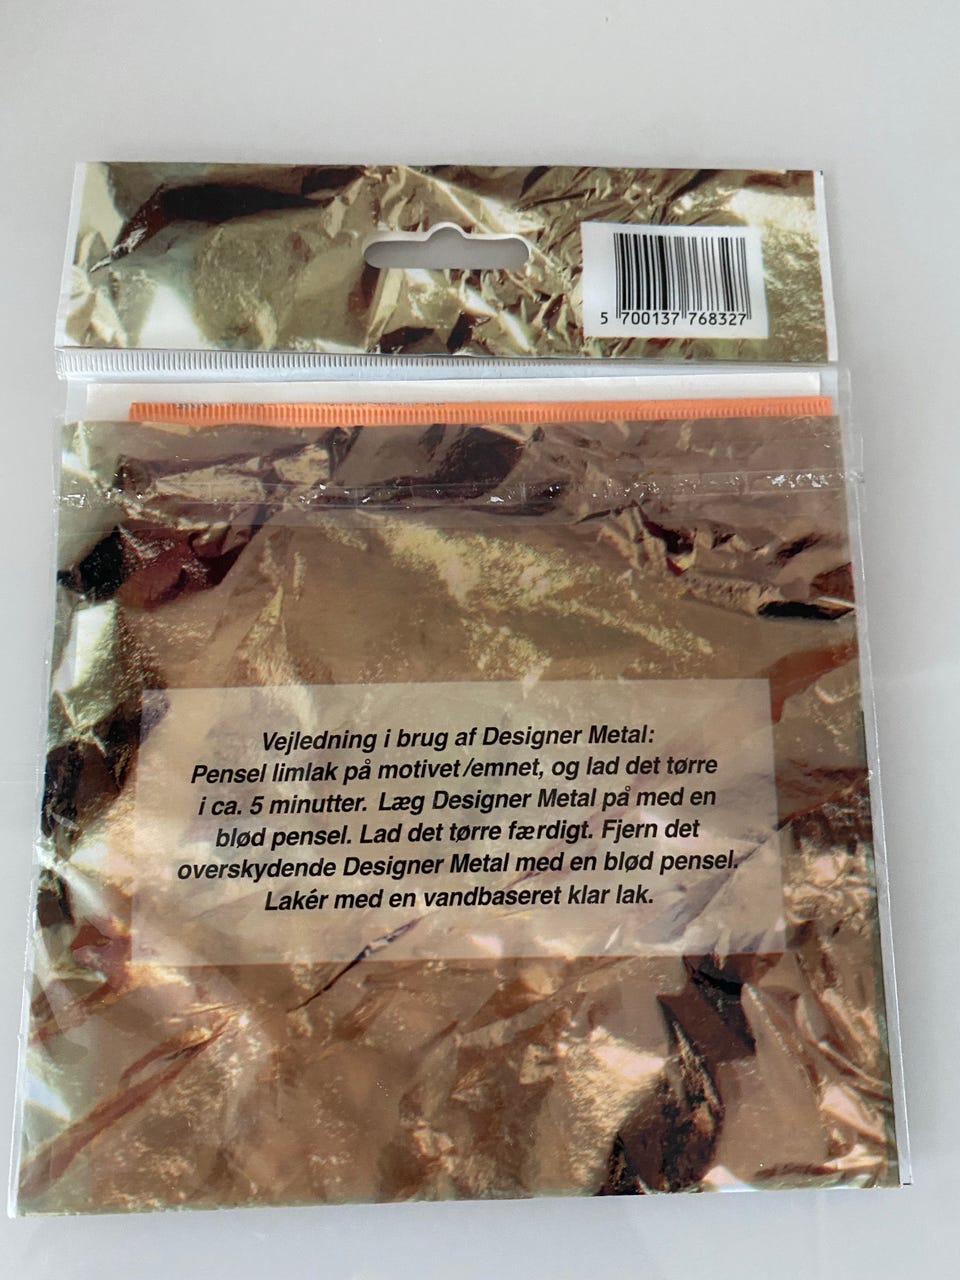 5 700137 768327
Vejledning i brug af Designer Metal:
Pensel limlak på motivet/emnet, og lad det tørre
i ca. 5 minutter. Læg Designer Metal på med en
blød pensel. Lad det tørre færdigt. Fjern det
overskydende Designer Metal med en blød pensel.
Lakér med en vandbaseret klar lak.